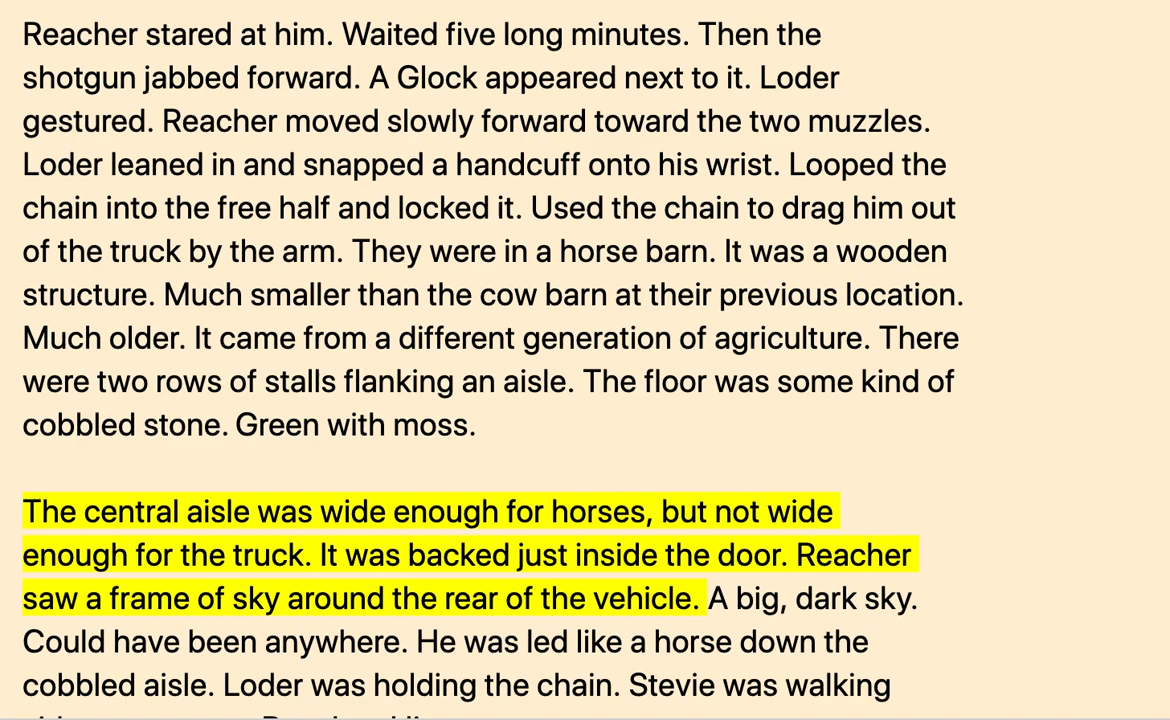 Reacher stared at him. Waited five long minutes. Then the
shotgun jabbed forward. A Glock appeared next to it. Loder
gestured. Reacher moved slowly forward toward the two muzzles.
Loder leaned in and snapped a handcuff onto his wrist. Looped the
chain into the free half and locked it. Used the chain to drag him out
of the truck by the arm. They were in a horse barn. It was a wooden
structure. Much smaller than the cow barn at their previous location.
Much older. It came from a different generation of agriculture. There
were two rows of stalls flanking an aisle. The floor was some kind of
cobbled stone. Green with moss.
The central aisle was wide enough for horses, but not wide
enough for the truck. It was backed just inside the door. Reacher
saw a frame of sky around the rear of the vehicle. A big, dark sky.
Could have been anywhere. He was led like a horse down the
cobbled aisle. Loder was holding the chain. Stevie was walking